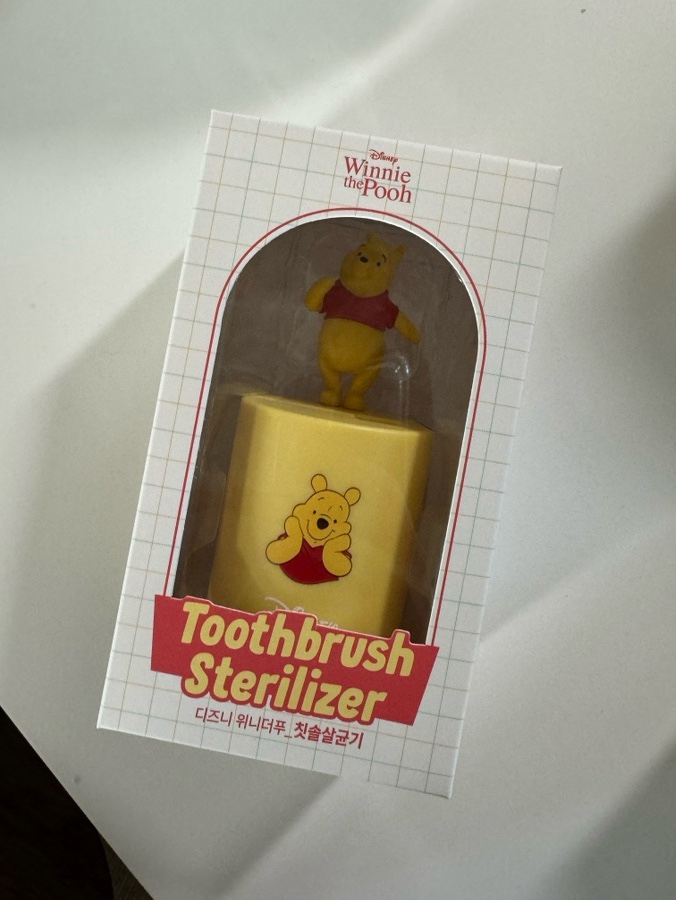 Disney
Winnie
the Pooh
Disney
Toothbrush
Sterilizer
디즈니 위니더푸_칫솔살균기